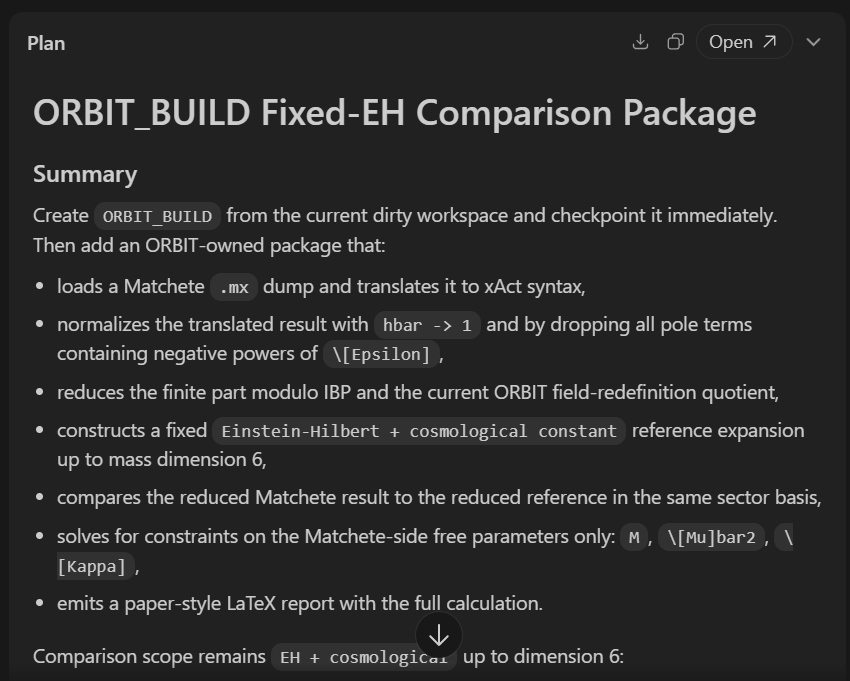 Plan
Open
ORBIT_BUILD Fixed-EH Comparison Package
Summary
Create ORBIT_BUILD from the current dirty workspace and checkpoint it immediately.
Then add an ORBIT-owned package that:
• loads a Matchete .mx dump and translates it to xAct syntax,
• normalizes the translated result with hbar -> 1 and by dropping all pole terms
containing negative powers of \[Epsilon],
• reduces the finite part modulo IBP and the current ORBIT field-redefinition quotient,
• constructs a fixed Einstein-Hilbert + cosmological constant reference expansion
up to mass dimension 6,
• compares the reduced Matchete result to the reduced reference in the same sector basis,
• solves for constraints on the Matchete-side free parameters only: M, \[Mu]bar2, \
[Kappa],
• emits a paper-style LaTeX report with the full calculation.
Comparison scope remains EH + cosmological up to dimension 6: